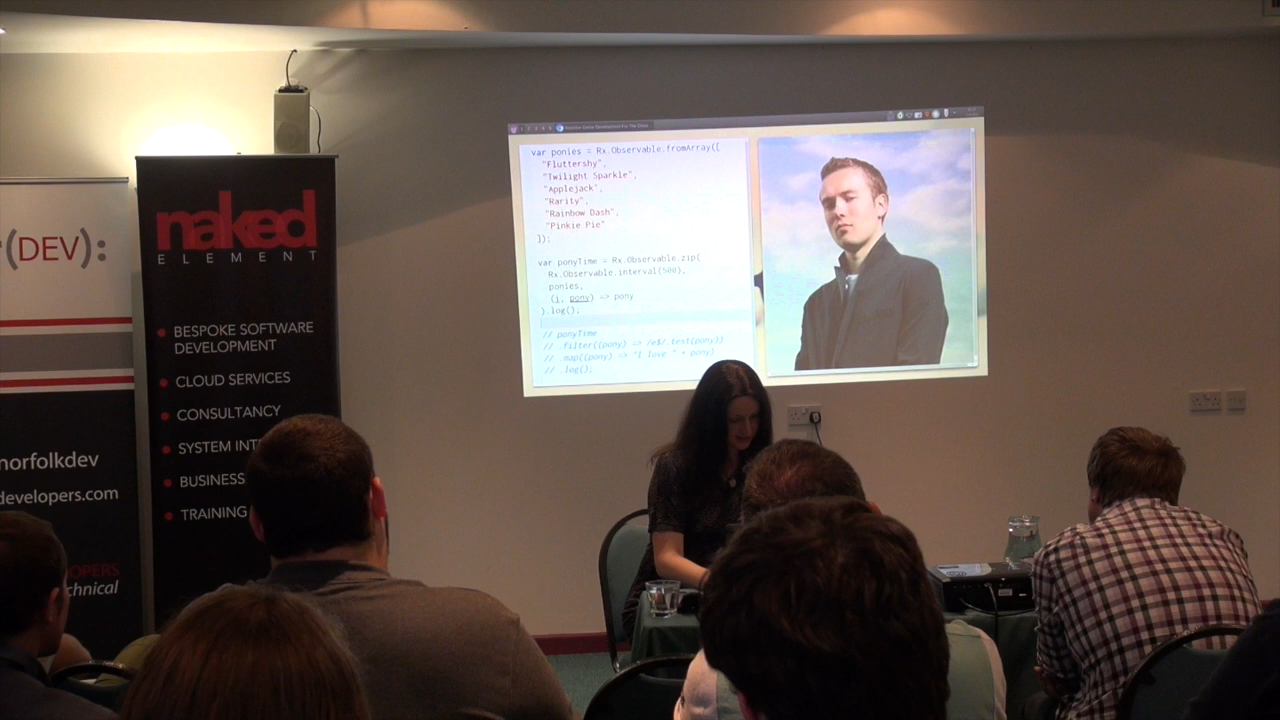 (DEV):
norfolkdev
developers.com
OPERS
chnical
naked
ELEMENT
BESPOKE SOFTWARE
DEVELOPMENT
CLOUD SERVICES
CONSULTANCY
SYSTEM INT
BUSINESS
TRAINING
var ponies = Rx.Observable.fromArray([
"Fluttershy",
"Twilight Sparkle",
"Applejack",
"Rarity",
"Rainbow Dash",
"Pinkie Pie"
]);
var ponyTime = Rx.Observable.zip(
Rx.Observable.interval(500),
ponies,
(i, pony) => pony
).log();
// ponyTime
// .filter((pony) => /e$/.test(pony))
// .map((pony) => "I love " + pony)
// .log();